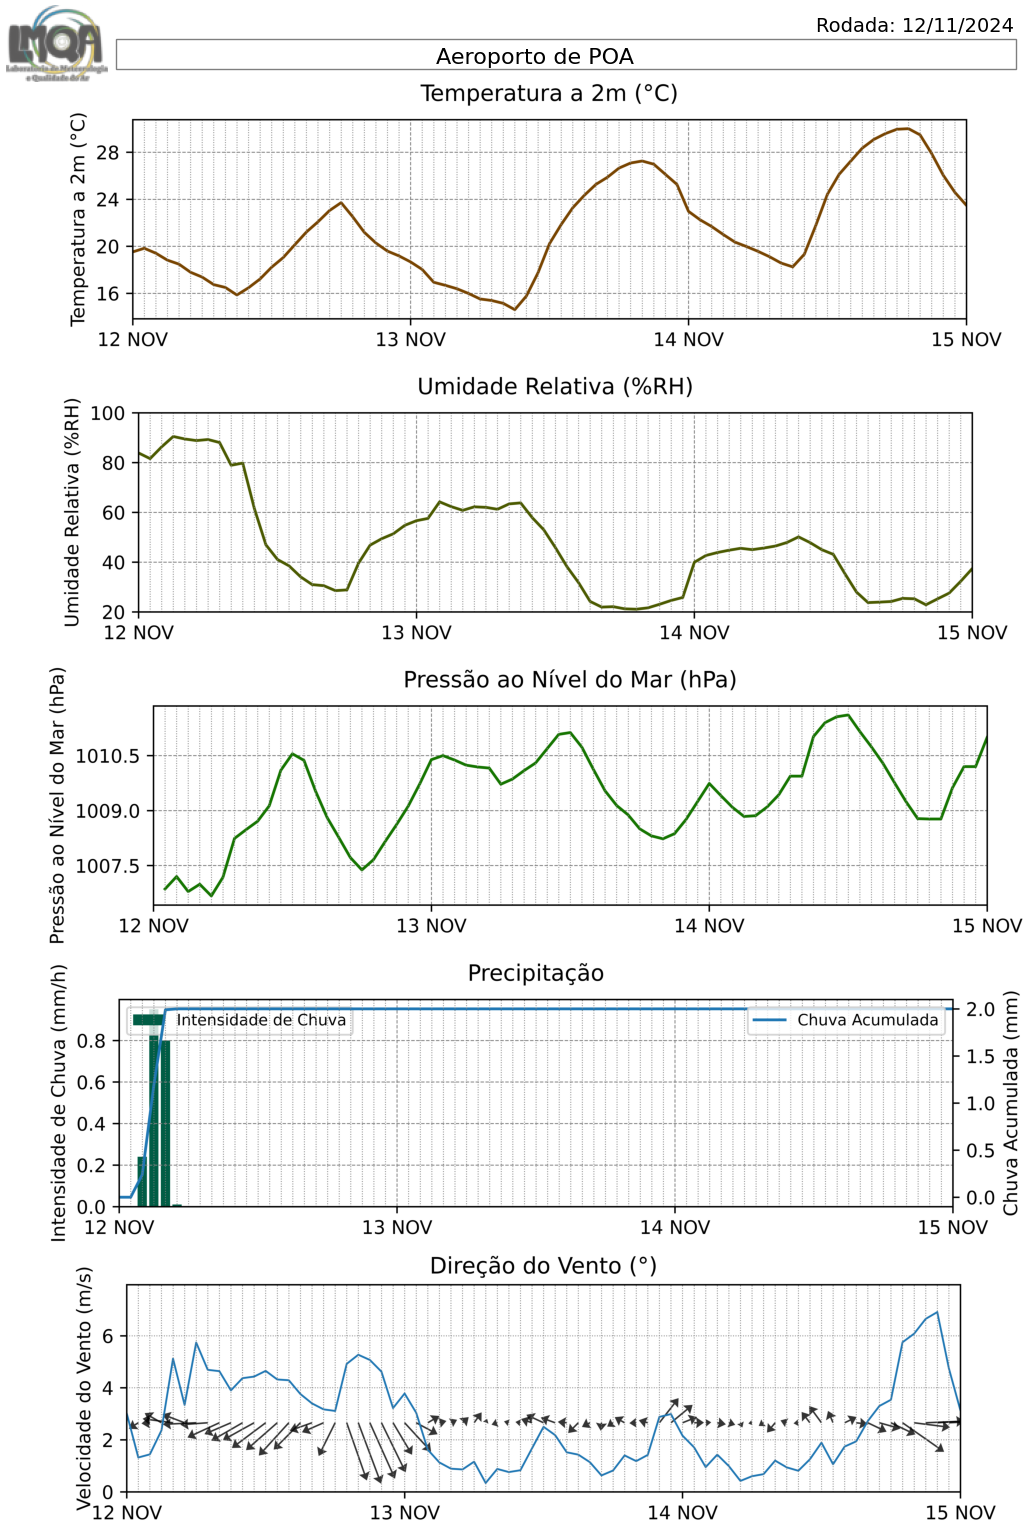 LMQA
Laboratório de Meteorologia
e Qualidade do Ar
Rodada: 12/11/2024
Aeroporto de POA
Temperatura a 2m (°C)
Temperatura a 2m (°C)
28
24
20
16
12 NOV 13 NOV 14 NOV 15 NOV
Umidade Relativa (%RH)
Umidade Relativa (%RH)
100
80
60
40
20
12 NOV 13 NOV 14 NOV 15 NOV
Pressão ao Nível do Mar (hPa)
Pressão ao Nível do Mar (hPa)
1010.5
1009.0
1007.5
12 NOV 13 NOV 14 NOV 15 NOV
Precipitação
Intensidade de Chuva (mm/h)
0.8
0.6
0.4
0.2
0.0
Intensidade de Chuva
Chuva Acumulada
2.0
1.5
1.0
0.5
0.0
Chuva Acumulada (mm)
12 NOV 13 NOV 14 NOV 15 NOV
Direção do Vento (°)
Velocidade do Vento (m/s)
6
4
2
0
12 NOV 13 NOV 14 NOV 15 NOV